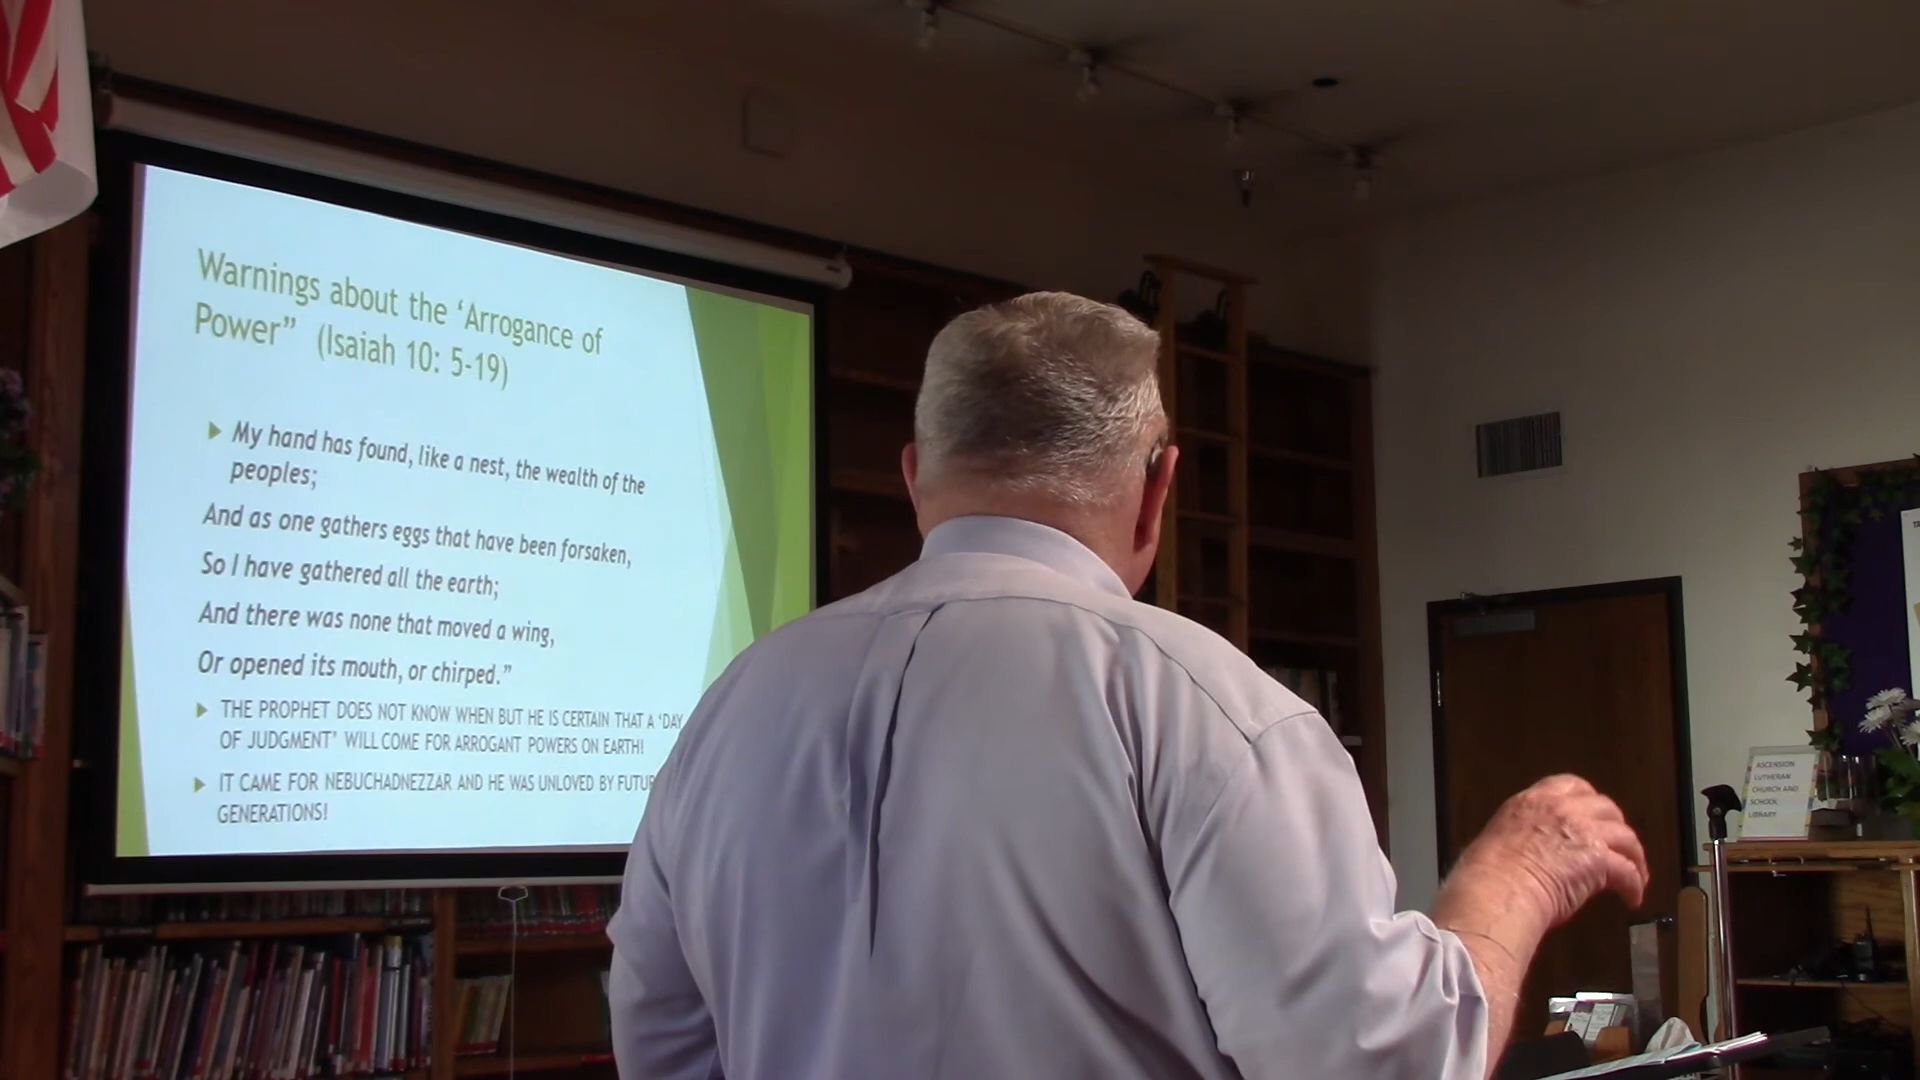 Warnings about the ‘Arrogance of
Power” (Isaiah 10: 5-19)
My hand has found, like a nest, the wealth of the
peoples;
And as one gathers eggs that have been forsaken,
So I have gathered all the earth;
And there was none that moved a wing,
Or opened its mouth, or chirped.”
THE PROPHET DOES NOT KNOW WHEN BUT HE IS CERTAIN THAT A ‘DAY
OF JUDGMENT’ WILL COME FOR ARROGANT POWERS ON EARTH!
IT CAME FOR NEBUCHADNEZZAR AND HE WAS UNLOVED BY
GENERATIONS!
ASCENSION
LUTHERAN
CHURCH AND
SCHOOL
LIBRARY